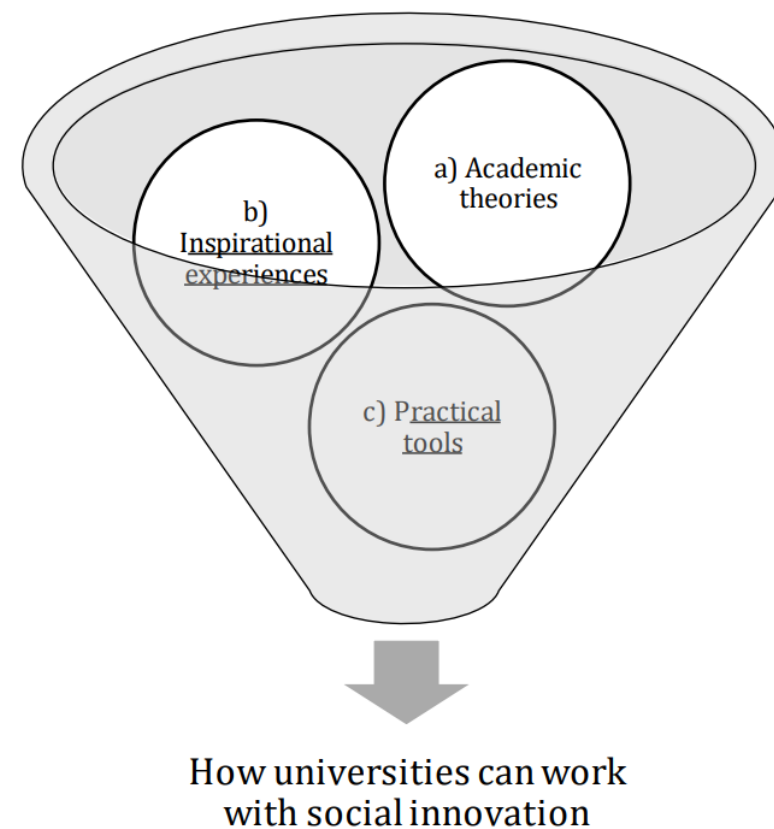 a) Academic
theories
b)
Inspirational
experiences
c) Practical
tools
How universities can work
with social innovation